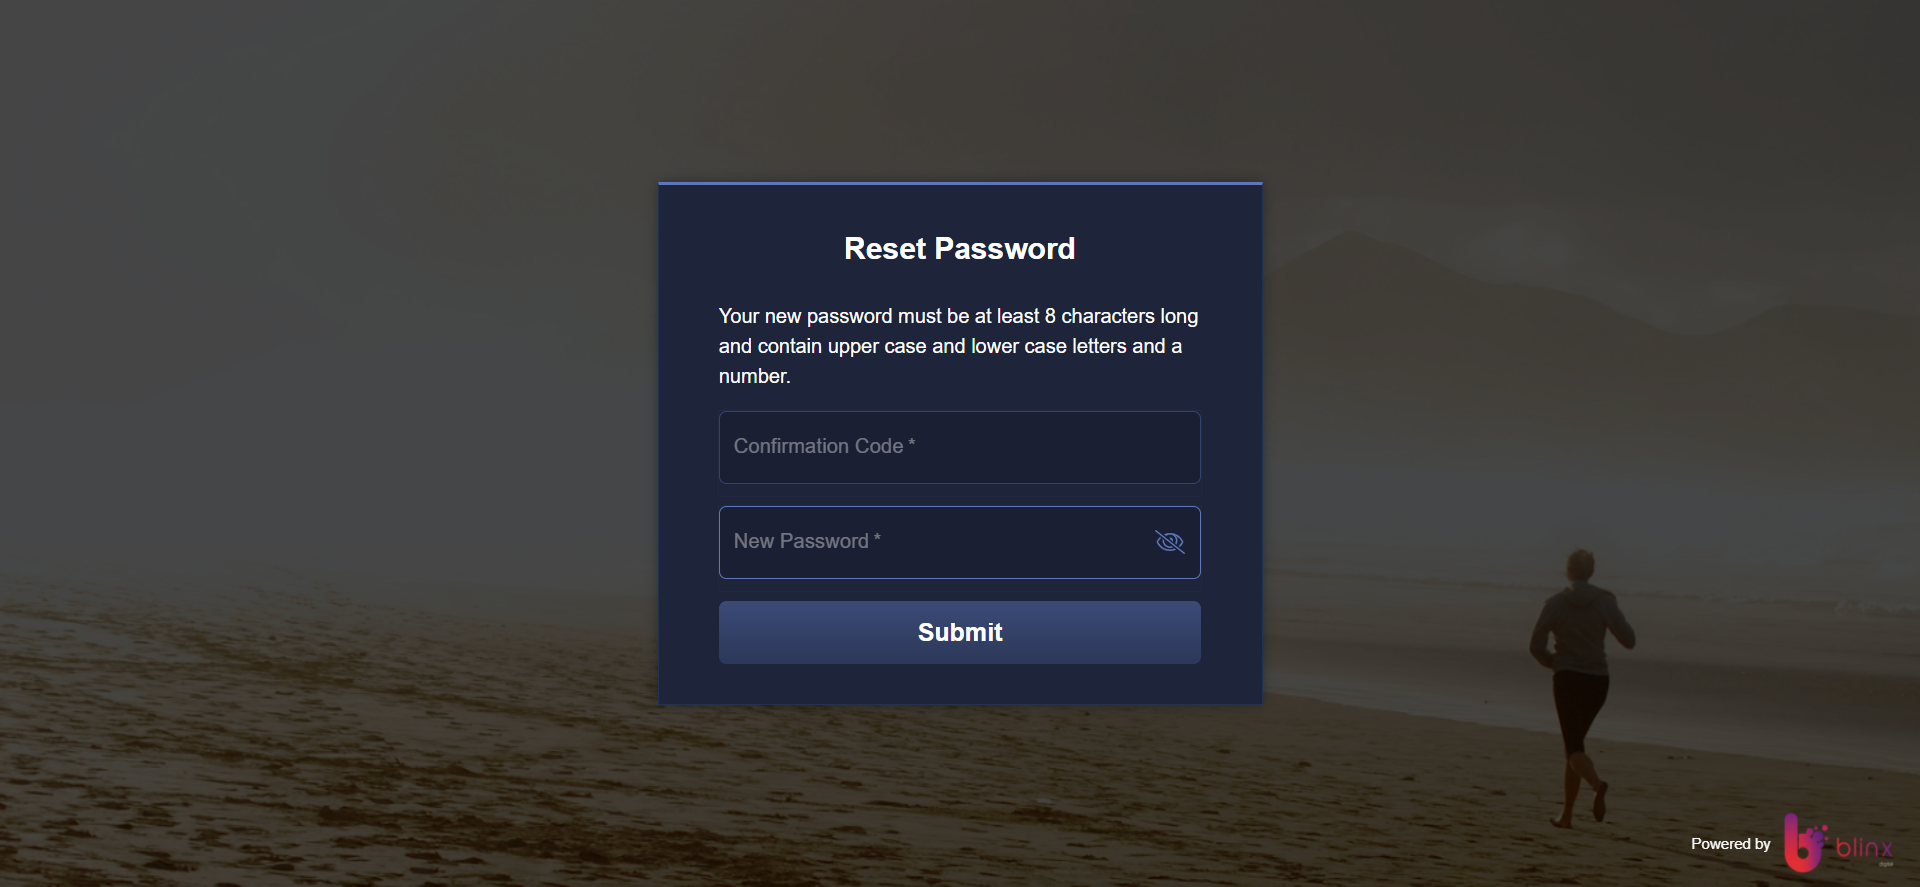 Reset Password
Your new password must be at least 8 characters long
and contain upper case and lower case letters and a
number.
Confirmation Code *
New Password *
Submit
Powered by
blinx
digital